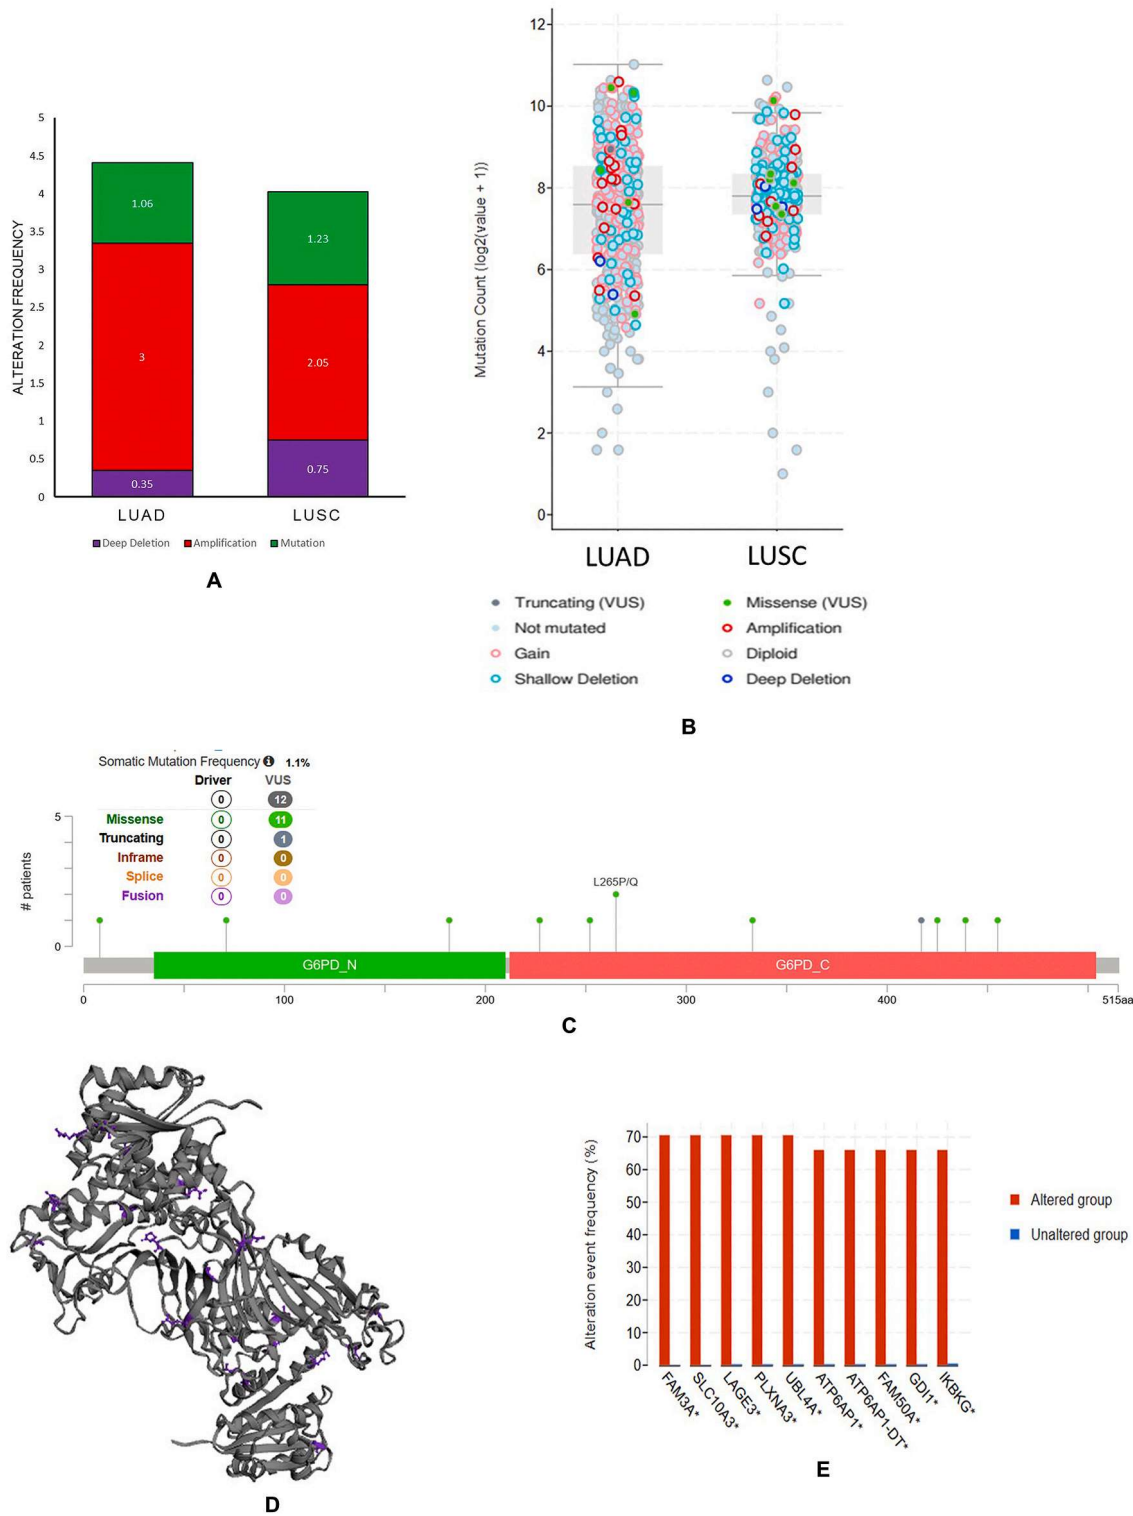 5
4.5
4
3.5
3
2.5
2
1.5
1
0.5
0
ALTERATION FREQUENCY
1.06
3
0.35
1.23
2.05
0.75
LUAD LUSC
Deep Deletion Amplification Mutation
A
12
10
8
6
4
2
0
Mutation Count (log2(value + 1))
LUAD LUSC
Truncating (VUS) Missense (VUS)
Not mutated Amplification
Gain Diploid
Shallow Deletion Deep Deletion
B
Somatic Mutation Frequency 1.1%
Driver VUS
0 12
Missense 0 11
Truncating 0 1
Inframe 0 0
Splice 0 0
Fusion 0 0
5
0
# patients
L265P/Q
G6PD_N G6PD_C
0 100 200 300 400 515aa
C
D
70
60
50
40
30
20
10
0
Alteration event frequency (%)
FAM3A*
SLC10A3*
LAGE3*
PLXNA3*
UBL4A*
ATP6AP1*
ATP6AP1-DT*
FAM50A*
GDI1*
IKBKG*
Altered group
Unaltered group
E